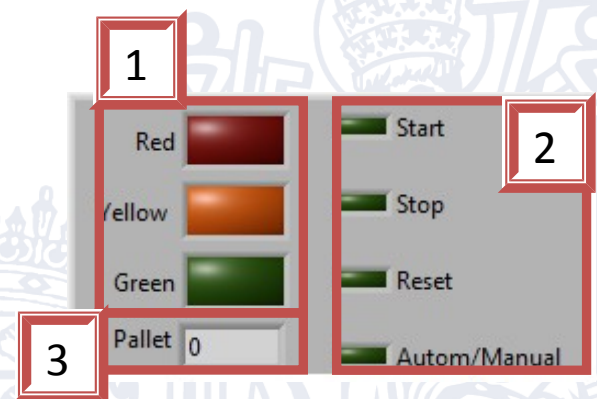 1
Red
Yellow
Green
Start
Stop
Reset
Autom/Manual
2
Pallet 0
3